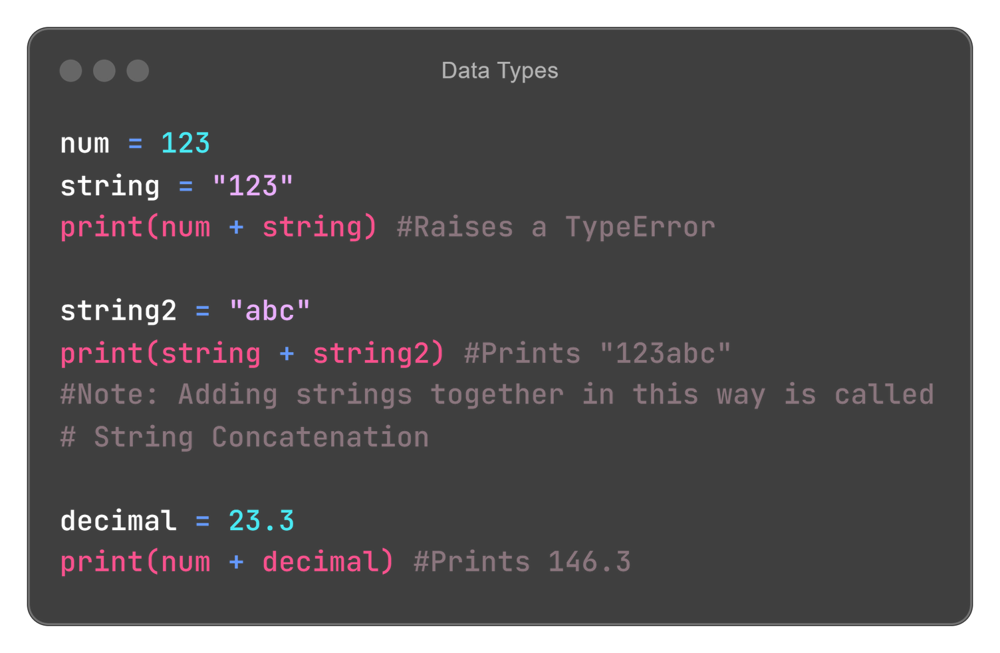 Data Types
num = 123
string = "123"
print(num + string) #Raises a TypeError
string2 = "abc"
print(string + string2) #Prints "123abc"
#Note: Adding strings together in this way is called
# String Concatenation
decimal = 23.3
print(num + decimal) #Prints 146.3